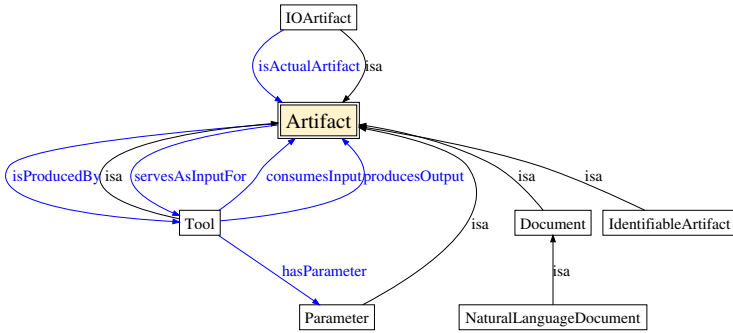 IOArtifact
isActualArtifact
isa
Artifact
isProducedBy
isa
servesAsInputFor
consumesInput
producesOutput
isa
isa
Tool
isa
Document
IdentifiableArtifact
hasParameter
isa
Parameter
NaturalLanguageDocument